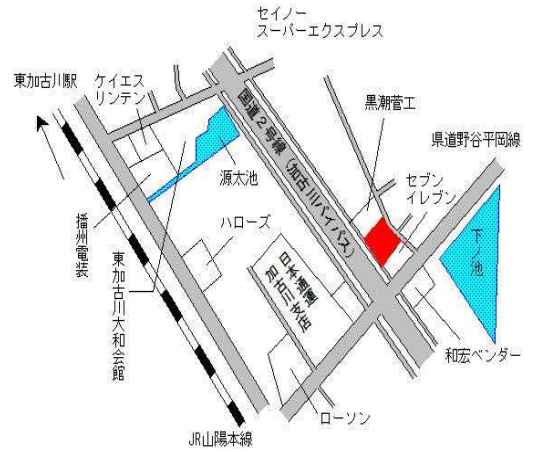 セイノー
スーパーエクスプレス
東加古川駅
ケイエス
リンテン
黒潮菅工
国道２号線（加古川バイパス）
県道野谷平岡線
源太池
セブン
イレブン
播州電装
ハローズ
東加古川大和会館
日本通運
加古川支店
下ノ池
和宏ベンダー
ローソン
JR山陽本線